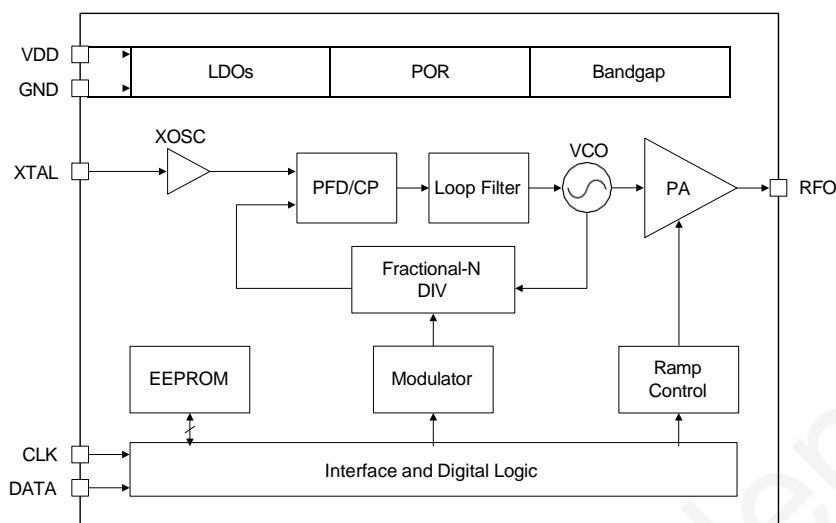 VDD
GND
LDOs
POR
Bandgap
XOSC
XTAL
PFD/CP
Loop Filter
VCO
PA
RFO
Fractional-N
DIV
EEPROM
Modulator
Ramp
Control
CLK
DATA
Interface and Digital Logic